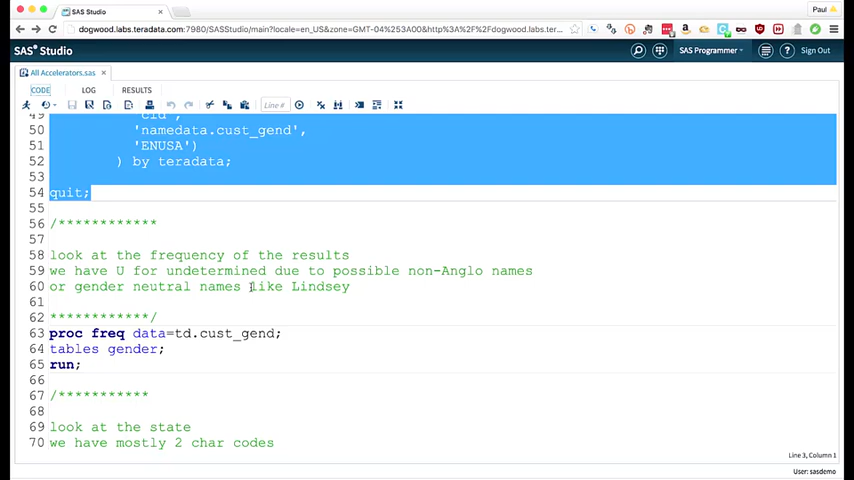 SAS Studio
Paul
dogwood.labs.teradata.com:7980/SASStudio/main?locale=en_US&zone=GMT-04%253A00&http%3A%2F%2Fdogwood.labs.terada...
SAS® Studio
SAS Programmer
Sign Out
All Accelerators.sas
CODE
LOG
RESULTS
Line #
49 'cid',
50 'namedata.cust_gend',
51 'ENUSA')
52 ) by teradata;
53
54 quit;
55
56 /************
57
58 look at the frequency of the results
59 we have U for undetermined due to possible non-Anglo names
60 or gender neutral names like Lindsey
61
62 ************/
63 proc freq data=td.cust_gend;
64 tables gender;
65 run;
66
67 /***********
68
69 look at the state
70 we have mostly 2 char codes
Line 3, Column 1
User: sasdemo